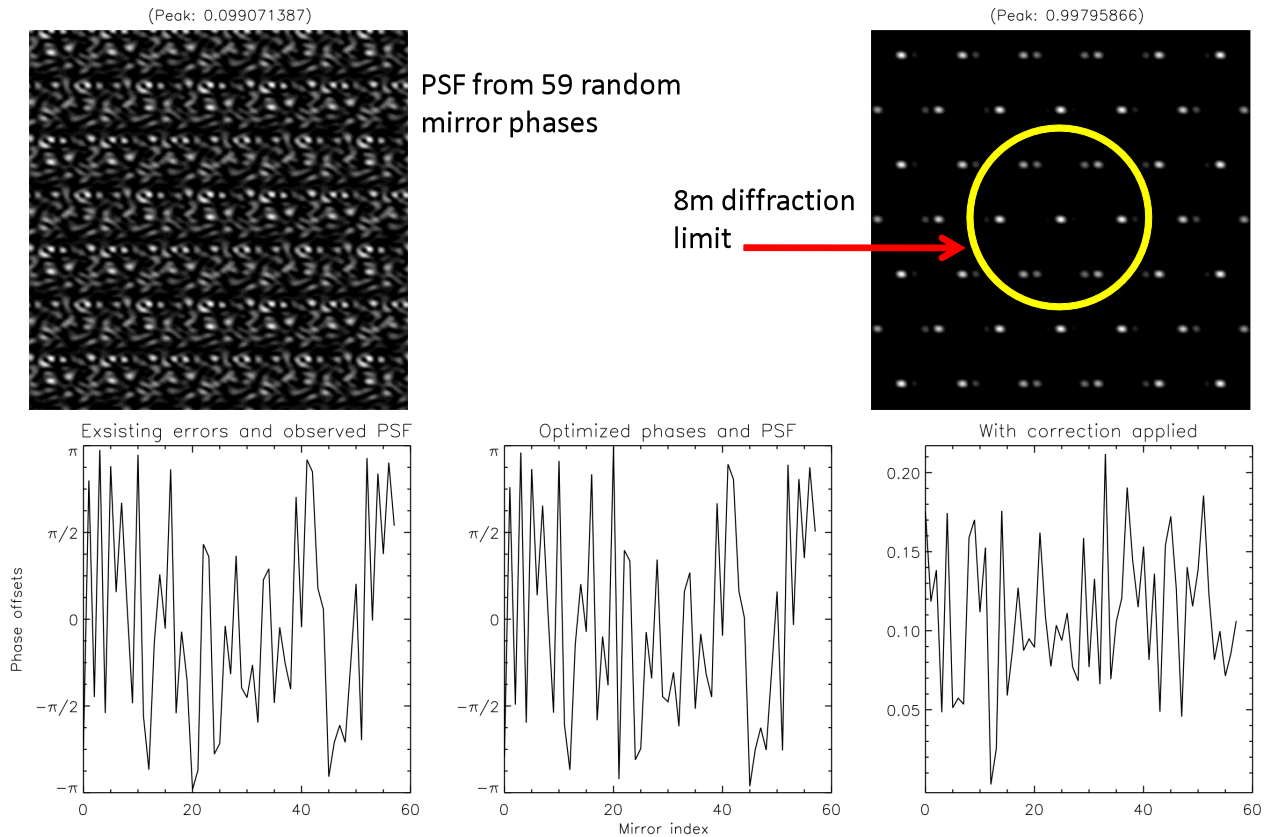 (Peak: 0.099071387)
(Peak: 0.99795866)
PSF from 59 random
mirror phases
8m diffraction
limit
Exsisting errors and observed PSF
Optimized phases and PSF
With correction applied
Phase offsets
π
π/2
0
−π/2
−π
0
20
40
60
π
π/2
0
−π/2
−π
0
20
40
60
Mirror index
0.20
0.15
0.10
0.05
0
20
40
60